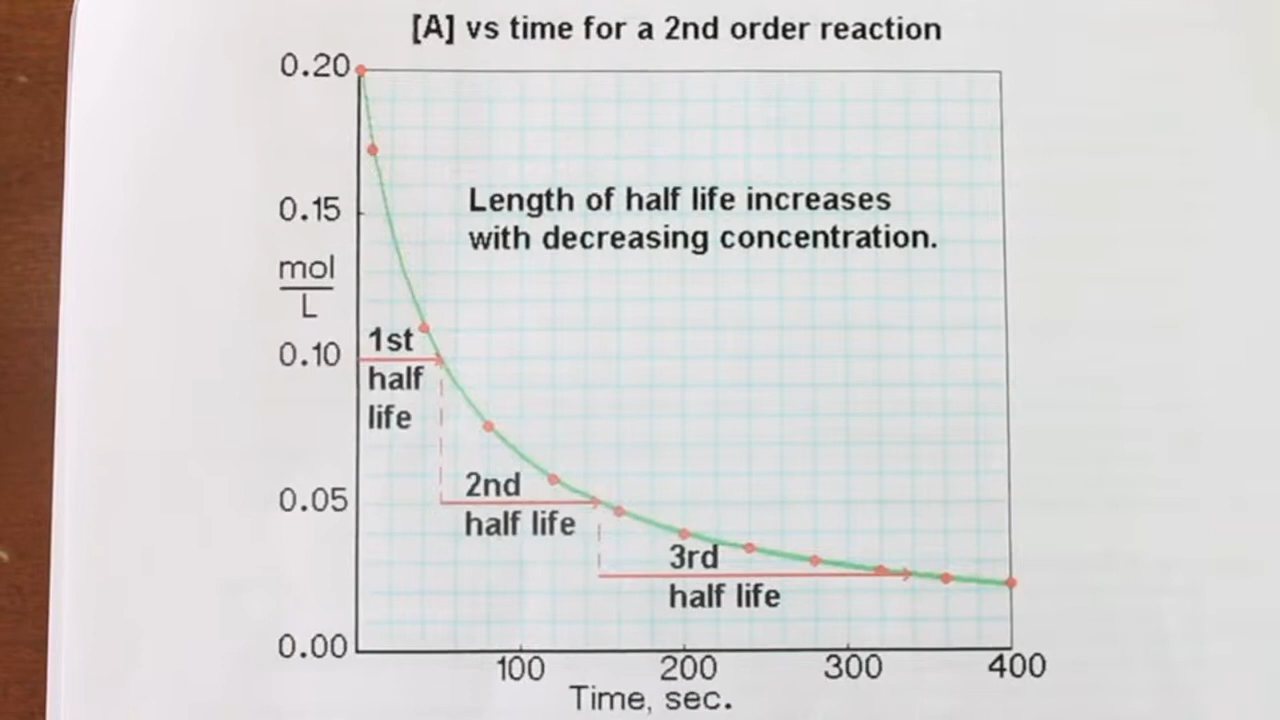 [A] vs time for a 2nd order reaction
0.20
Length of half life increases
with decreasing concentration.
0.15
mol
L
1st
half
life
0.10
2nd
half life
0.05
3rd
half life
0.00
100 200 300 400
Time, sec.